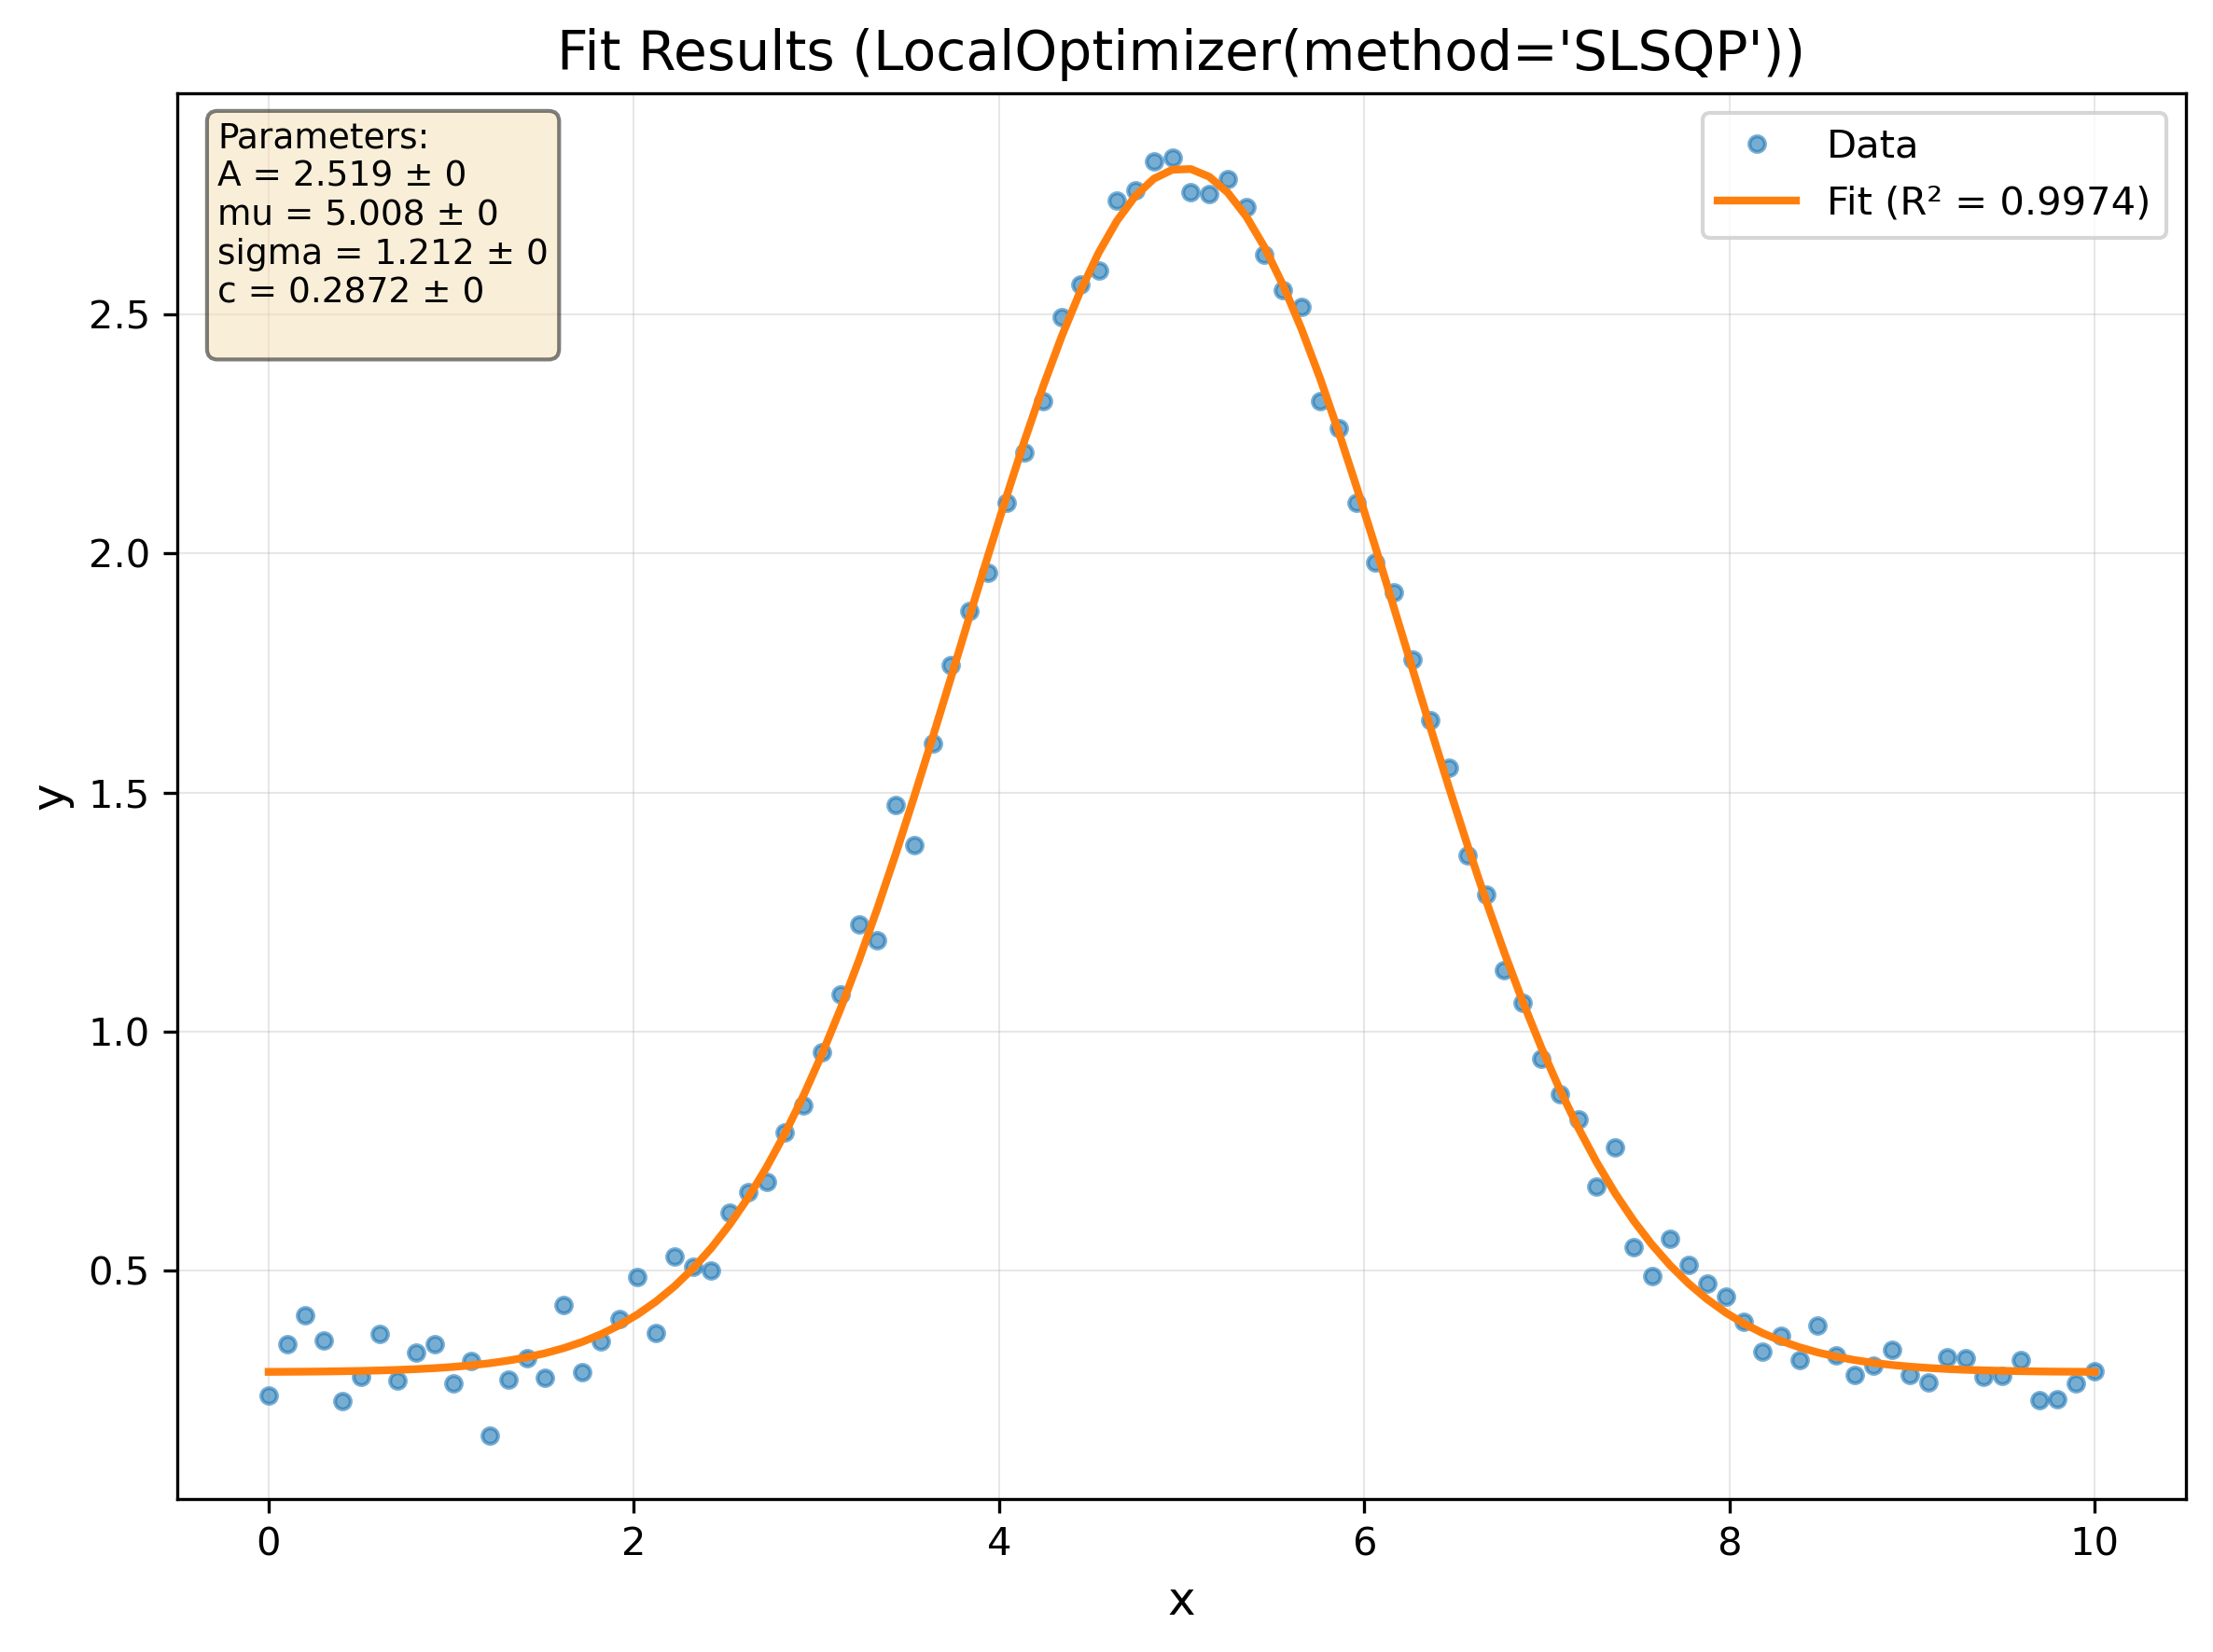 Fit Results (LocalOptimizer(method='SLSQP'))
Parameters:
A = 2.519 ± 0
mu = 5.008 ± 0
sigma = 1.212 ± 0
c = 0.2872 ± 0
Data
Fit (R² = 0.9974)
2.5
2.0
1.5
1.0
0.5
y
0 2 4 6 8 10
x